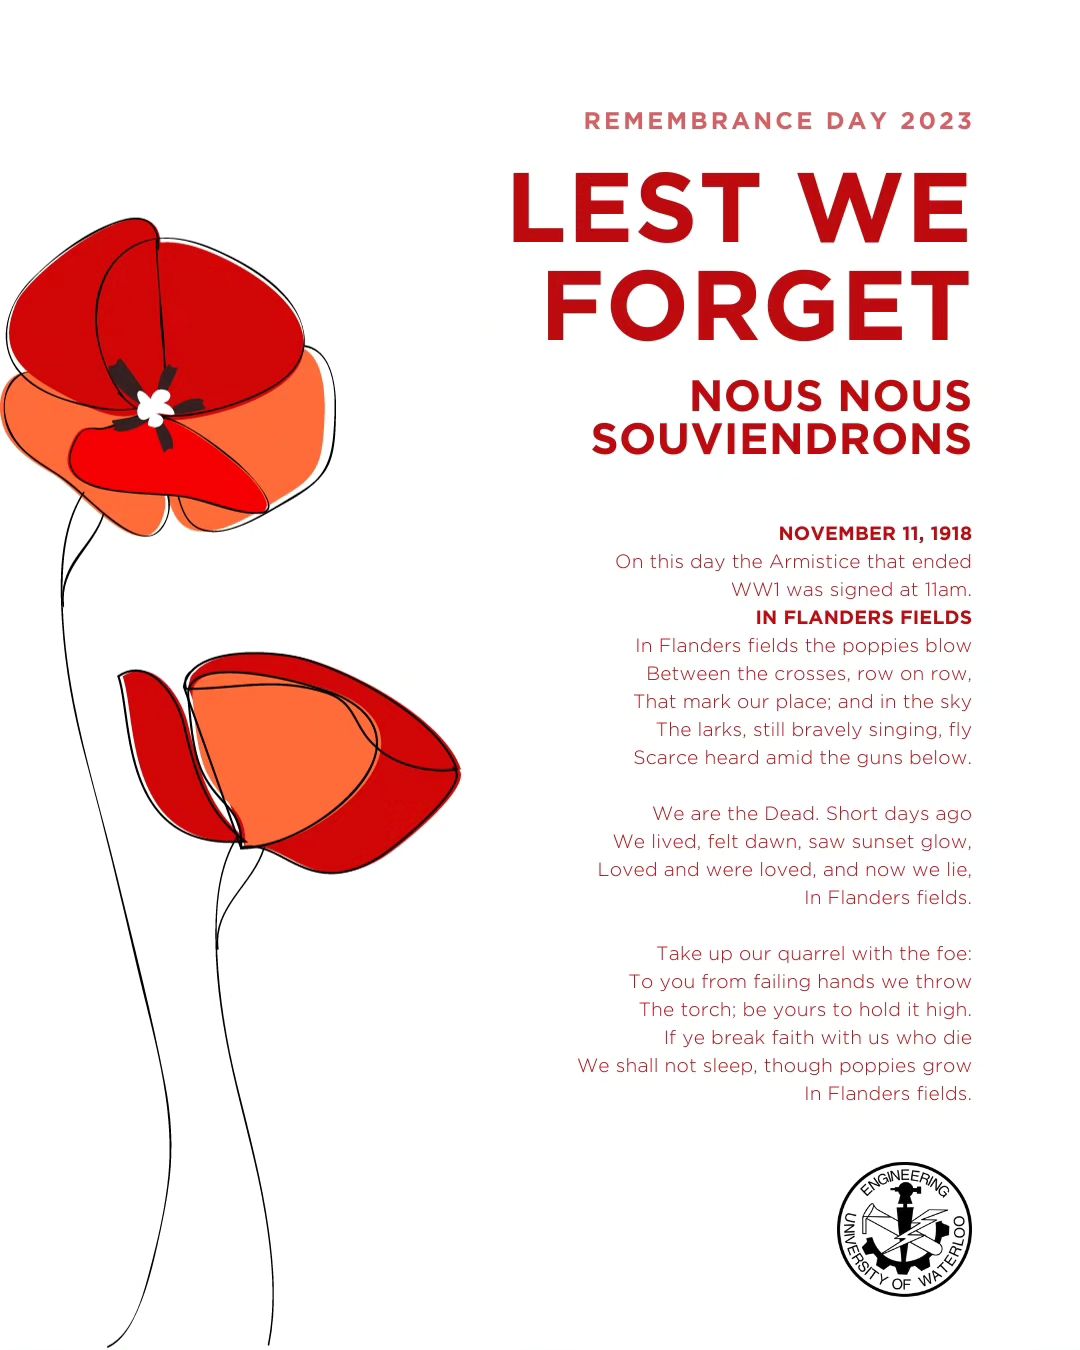 REMEMBRANCE DAY 2023
LEST WE
FORGET
NOUS NOUS
SOUVIENDRONS
NOVEMBER 11, 1918
On this day the Armistice that ended
WW1 was signed at 11am.
IN FLANDERS FIELDS
In Flanders fields the poppies blow
Between the crosses, row on row,
That mark our place; and in the sky
The larks, still bravely singing, fly
Scarce heard amid the guns below.
We are the Dead. Short days ago
We lived, felt dawn, saw sunset glow,
Loved and were loved, and now we lie,
In Flanders fields.
Take up our quarrel with the foe:
To you from failing hands we throw
The torch; be yours to hold it high.
If ye break faith with us who die
We shall not sleep, though poppies grow
In Flanders fields.
ENGINEERING
UNIVERSITY OF WATERLOO